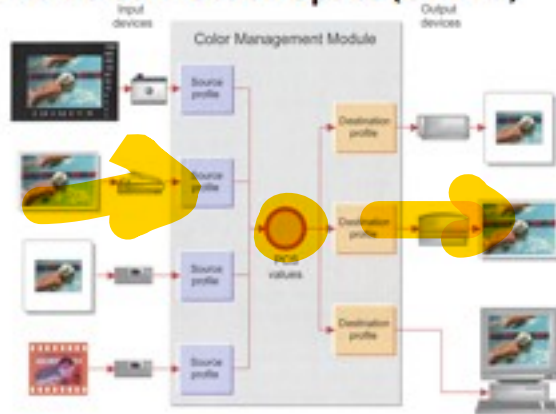 Input
devices
Output
devices
Color Management Module
Source
profile
Destination
profile
Source
profile
Destination
profile
PCS
values
Source
profile
Destination
profile
Source
profile